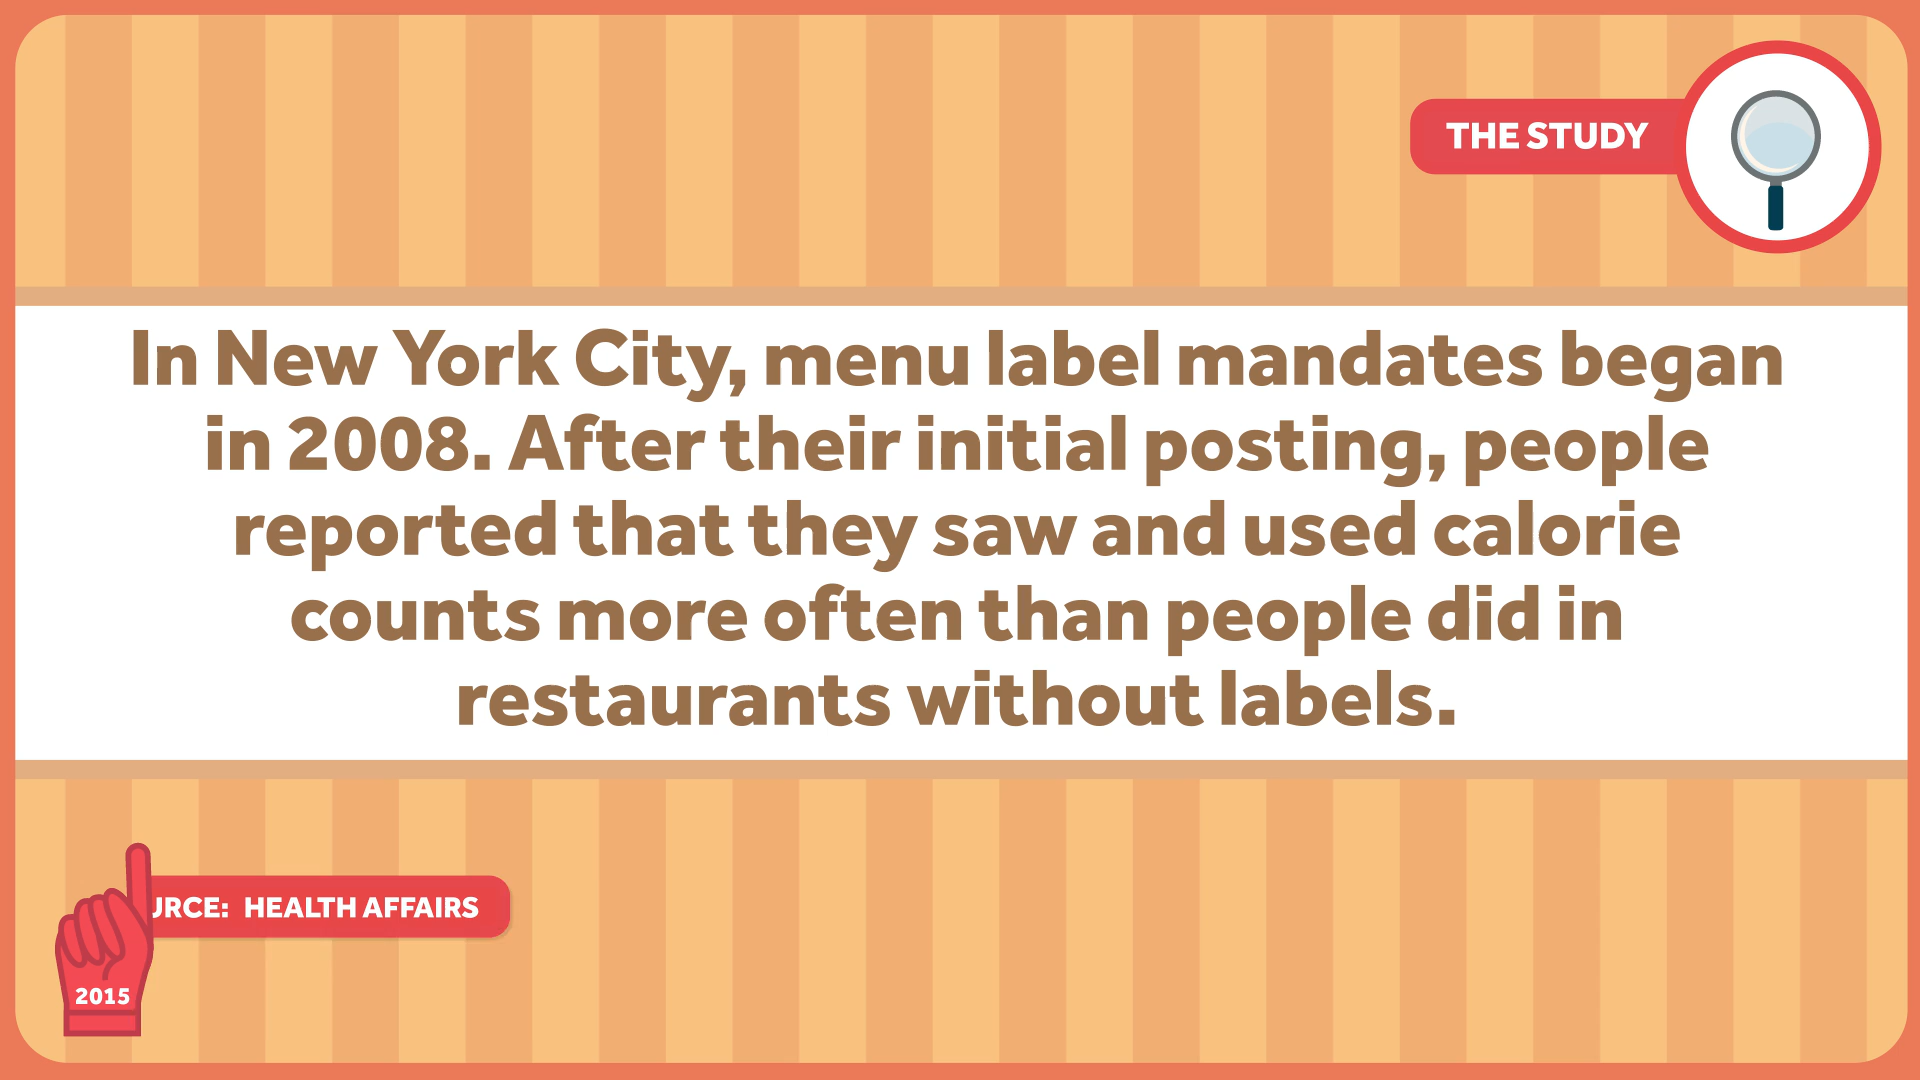 THE STUDY
In New York City, menu label mandates began
in 2008. After their initial posting, people
reported that they saw and used calorie
counts more often than people did in
restaurants without labels.
HEALTH AFFAIRS
2015